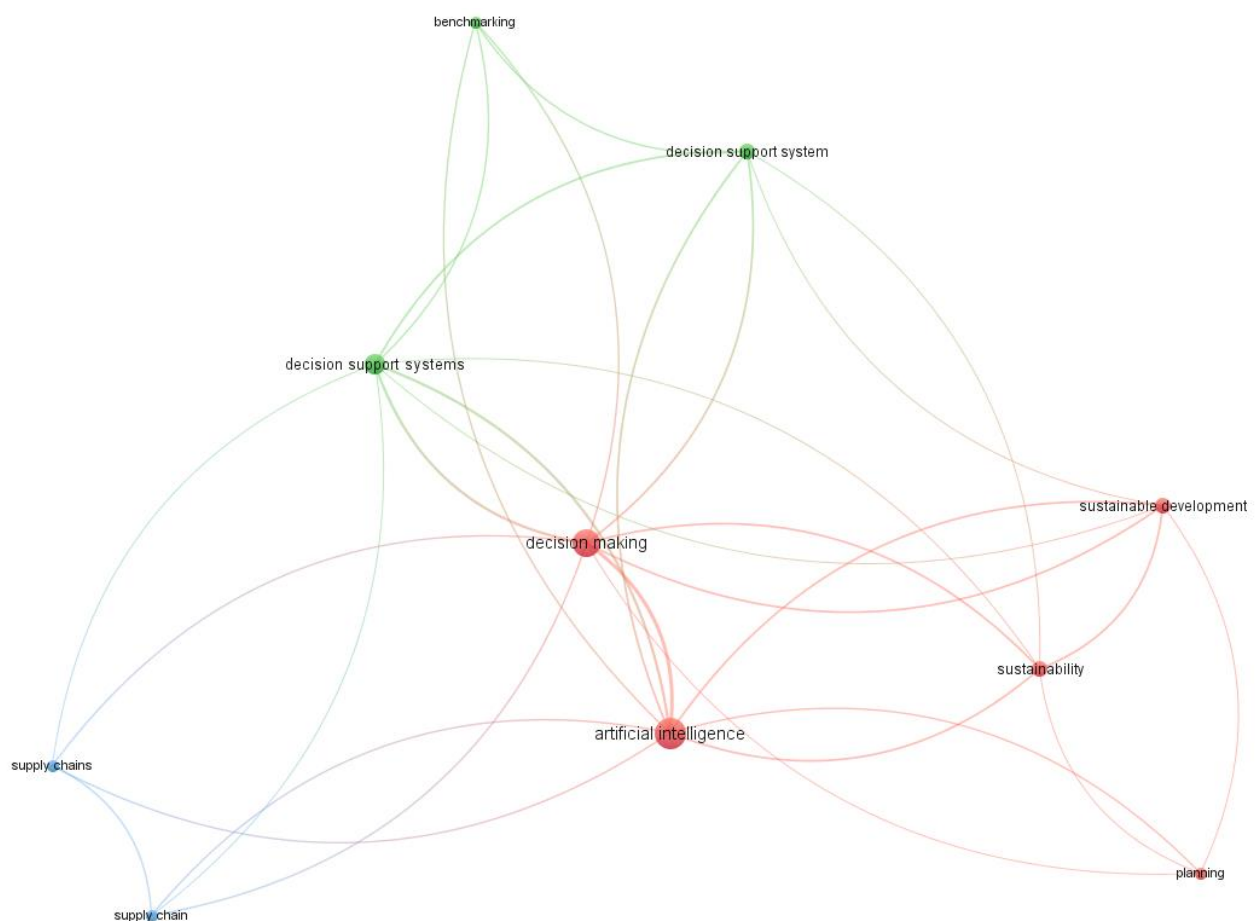 benchmarking
decision support system
decision support systems
sustainable development
decision making
sustainability
artificial intelligence
supply chains
planning
supply chain